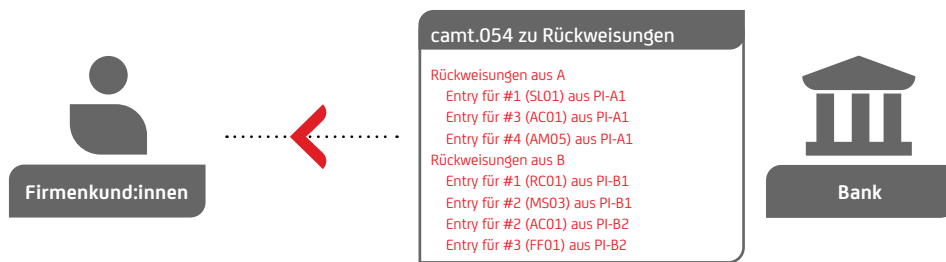 camt.054 zu Rückweisungen
Rückweisungen aus A
Entry für #1 (SL01) aus PI-A1
Entry für #3 (AC01) aus PI-A1
Entry für #4 (AM05) aus PI-A1
Rückweisungen aus B
Entry für #1 (RC01) aus PI-B1
Entry für #2 (MS03) aus PI-B1
Entry für #2 (AC01) aus PI-B2
Entry für #3 (FF01) aus PI-B2
Firmenkund:innen
Bank